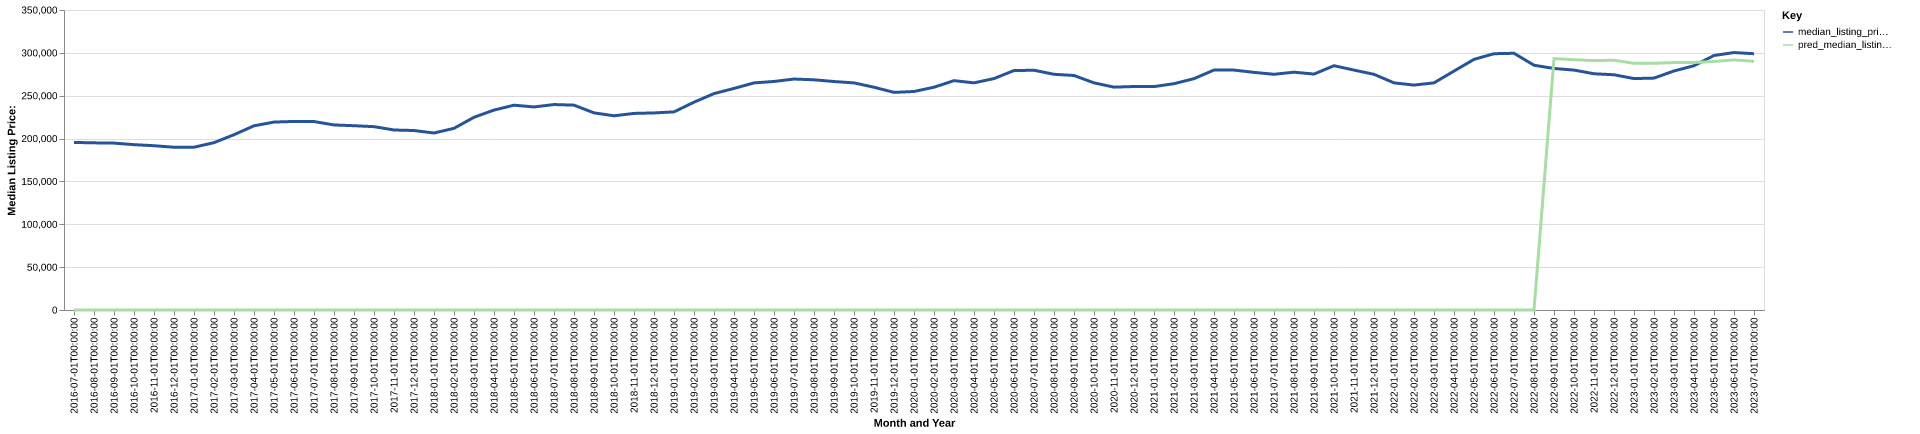 350,000
300,000
250,000
200,000
150,000
100,000
50,000
0
Median Listing Price:
2016-07-01T00:00:00
2016-08-01T00:00:00
2016-09-01T00:00:00
2016-10-01T00:00:00
2016-11-01T00:00:00
2016-12-01T00:00:00
2017-01-01T00:00:00
2017-02-01T00:00:00
2017-03-01T00:00:00
2017-04-01T00:00:00
2017-05-01T00:00:00
2017-06-01T00:00:00
2017-07-01T00:00:00
2017-08-01T00:00:00
2017-09-01T00:00:00
2017-10-01T00:00:00
2017-11-01T00:00:00
2017-12-01T00:00:00
2018-01-01T00:00:00
2018-02-01T00:00:00
2018-03-01T00:00:00
2018-04-01T00:00:00
2018-05-01T00:00:00
2018-06-01T00:00:00
2018-07-01T00:00:00
2018-08-01T00:00:00
2018-09-01T00:00:00
2018-10-01T00:00:00
2018-11-01T00:00:00
2018-12-01T00:00:00
2019-01-01T00:00:00
2019-02-01T00:00:00
2019-03-01T00:00:00
2019-04-01T00:00:00
2019-05-01T00:00:00
2019-06-01T00:00:00
2019-07-01T00:00:00
2019-08-01T00:00:00
2019-09-01T00:00:00
2019-10-01T00:00:00
2019-11-01T00:00:00
2019-12-01T00:00:00
2020-01-01T00:00:00
2020-02-01T00:00:00
2020-03-01T00:00:00
2020-04-01T00:00:00
2020-05-01T00:00:00
2020-06-01T00:00:00
2020-07-01T00:00:00
2020-08-01T00:00:00
2020-09-01T00:00:00
2020-10-01T00:00:00
2020-11-01T00:00:00
2020-12-01T00:00:00
2021-01-01T00:00:00
2021-02-01T00:00:00
2021-03-01T00:00:00
2021-04-01T00:00:00
2021-05-01T00:00:00
2021-06-01T00:00:00
2021-07-01T00:00:00
2021-08-01T00:00:00
2021-09-01T00:00:00
2021-10-01T00:00:00
2021-11-01T00:00:00
2021-12-01T00:00:00
2022-01-01T00:00:00
2022-02-01T00:00:00
2022-03-01T00:00:00
2022-04-01T00:00:00
2022-05-01T00:00:00
2022-06-01T00:00:00
2022-07-01T00:00:00
2022-08-01T00:00:00
2022-09-01T00:00:00
2022-10-01T00:00:00
2022-11-01T00:00:00
2022-12-01T00:00:00
2023-01-01T00:00:00
2023-02-01T00:00:00
2023-03-01T00:00:00
2023-04-01T00:00:00
2023-05-01T00:00:00
2023-06-01T00:00:00
2023-07-01T00:00:00
Month and Year
Key
median_listing_pri…
pred_median_listin…